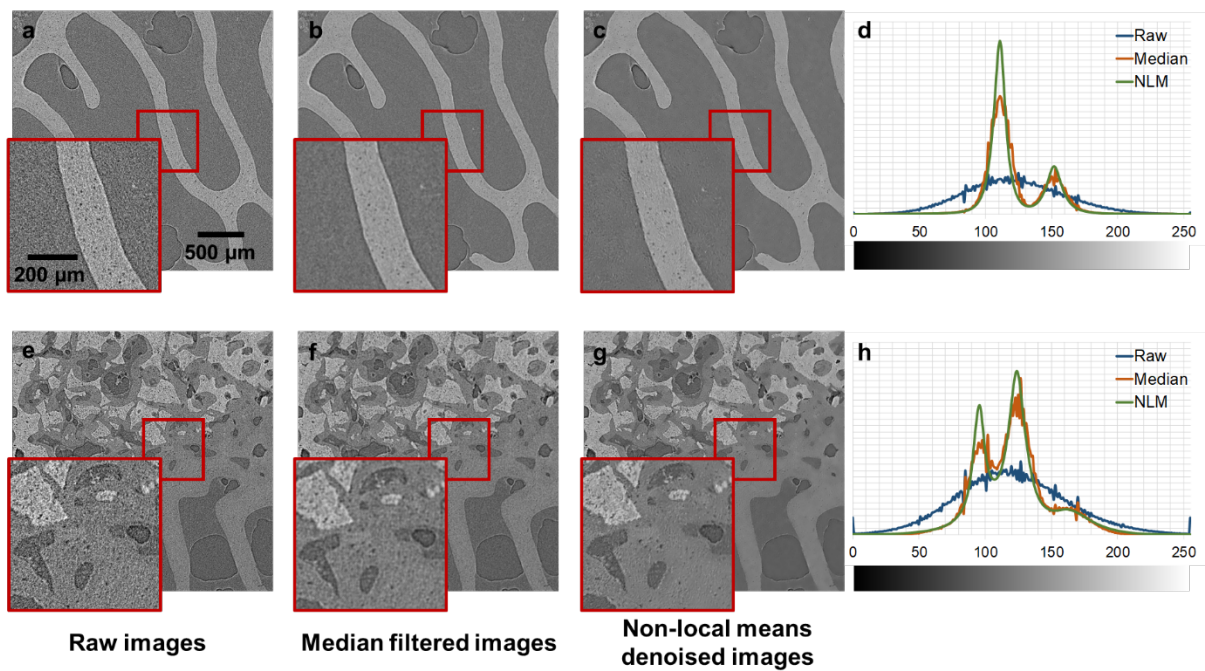 a
b
c
d
Raw
Median
NLM
200 µm
500 µm
0 50 100 150 200 250
e
f
g
h
Raw
Median
NLM
0 50 100 150 200 250
Raw images
Median filtered images
Non-local means
denoised images